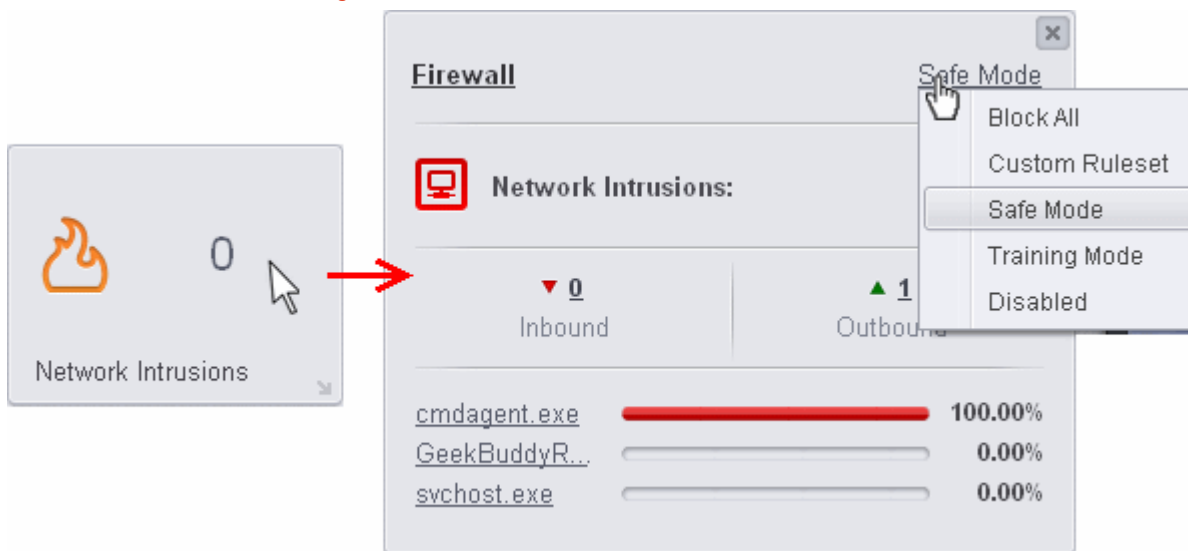 0
Network Intrusions
Firewall
Safe Mode
Network Intrusions:
0
Inbound
1
Outbound
Block All
Custom Ruleset
Safe Mode
Training Mode
Disabled
cmdagent.exe 100.00%
GeekBuddyR... 0.00%
svchost.exe 0.00%